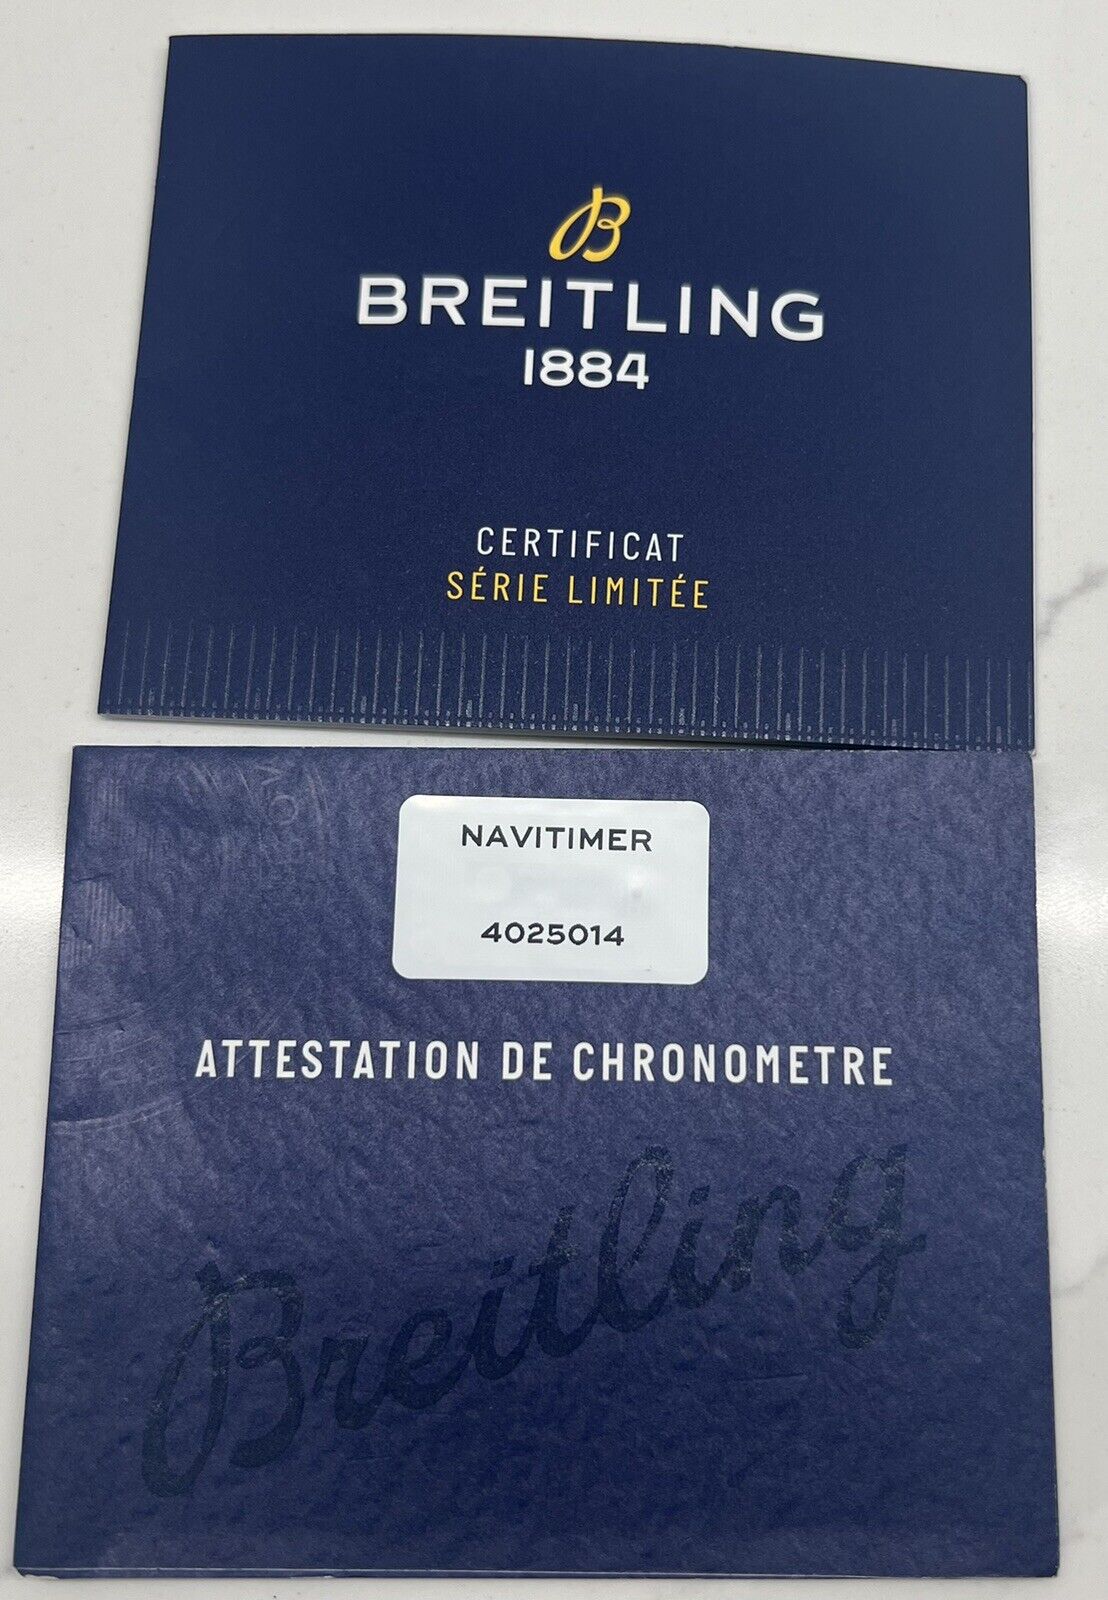 B
BREITLING
1884
CERTIFICAT
SÉRIE LIMITÉE
NAVITIMER
4025014
ATTESTATION DE CHRONOMETRE
Breitling